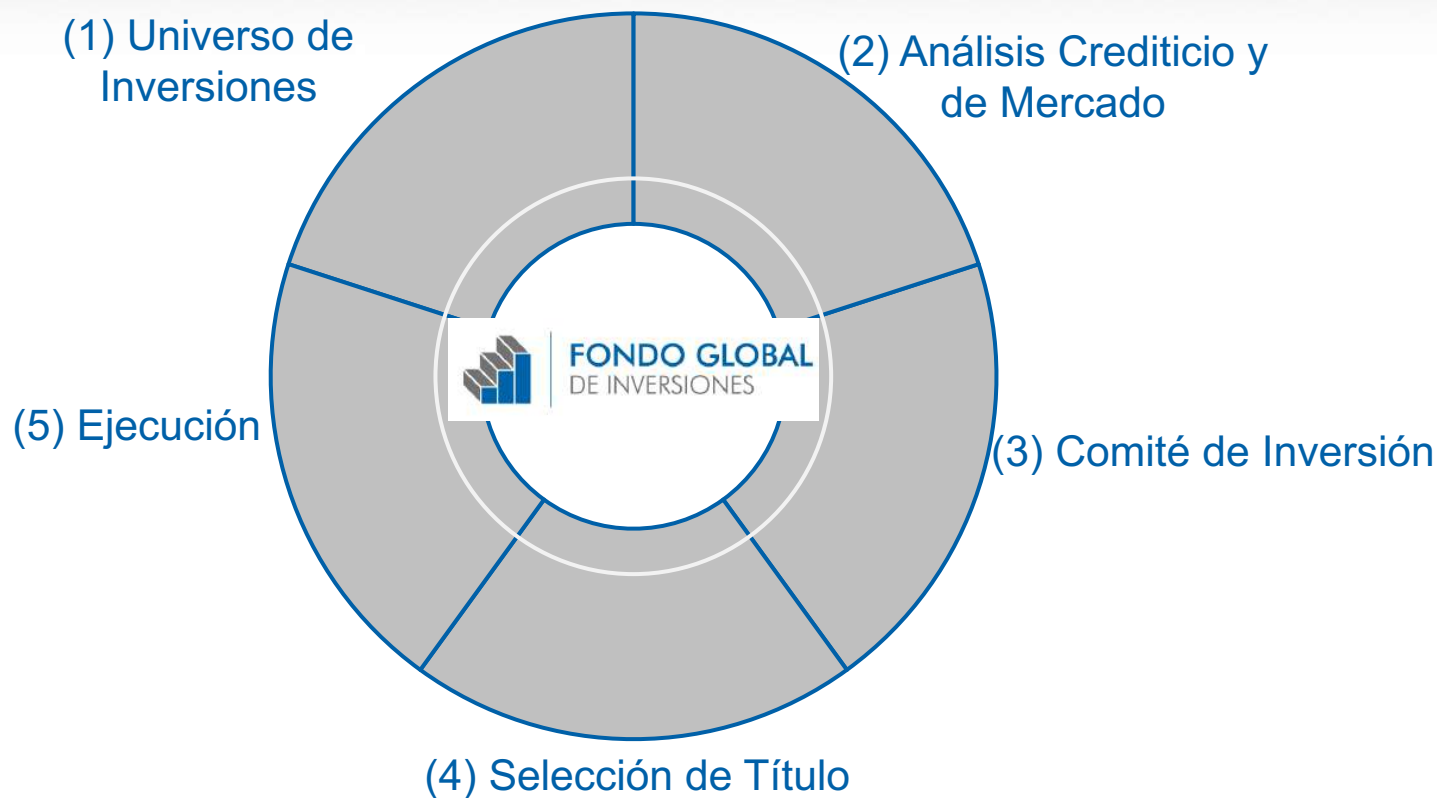 (1) Universo de
Inversiones
(2) Análisis Crediticio y
de Mercado
FONDO GLOBAL
DE INVERSIONES
(5) Ejecución
(3) Comité de Inversión
(4) Selección de Título